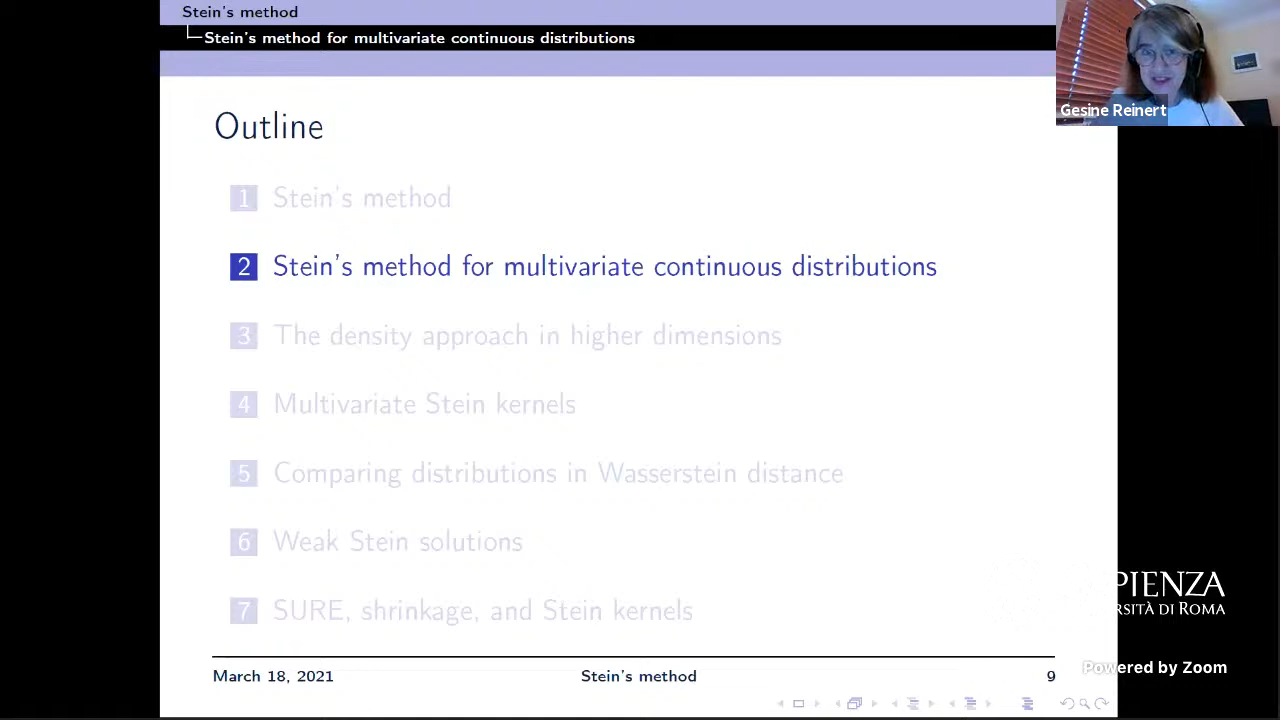 Stein's method
Stein's method for multivariate continuous distributions
Gesine Reinert
Outline
1 Stein's method
2 Stein's method for multivariate continuous distributions
3 The density approach in higher dimensions
4 Multivariate Stein kernels
5 Comparing distributions in Wasserstein distance
6 Weak Stein solutions
7 SURE, shrinkage, and Stein kernels
PIENZA
RSITÀ DI ROMA
March 18, 2021 Stein's method 9
Powered by Zoom